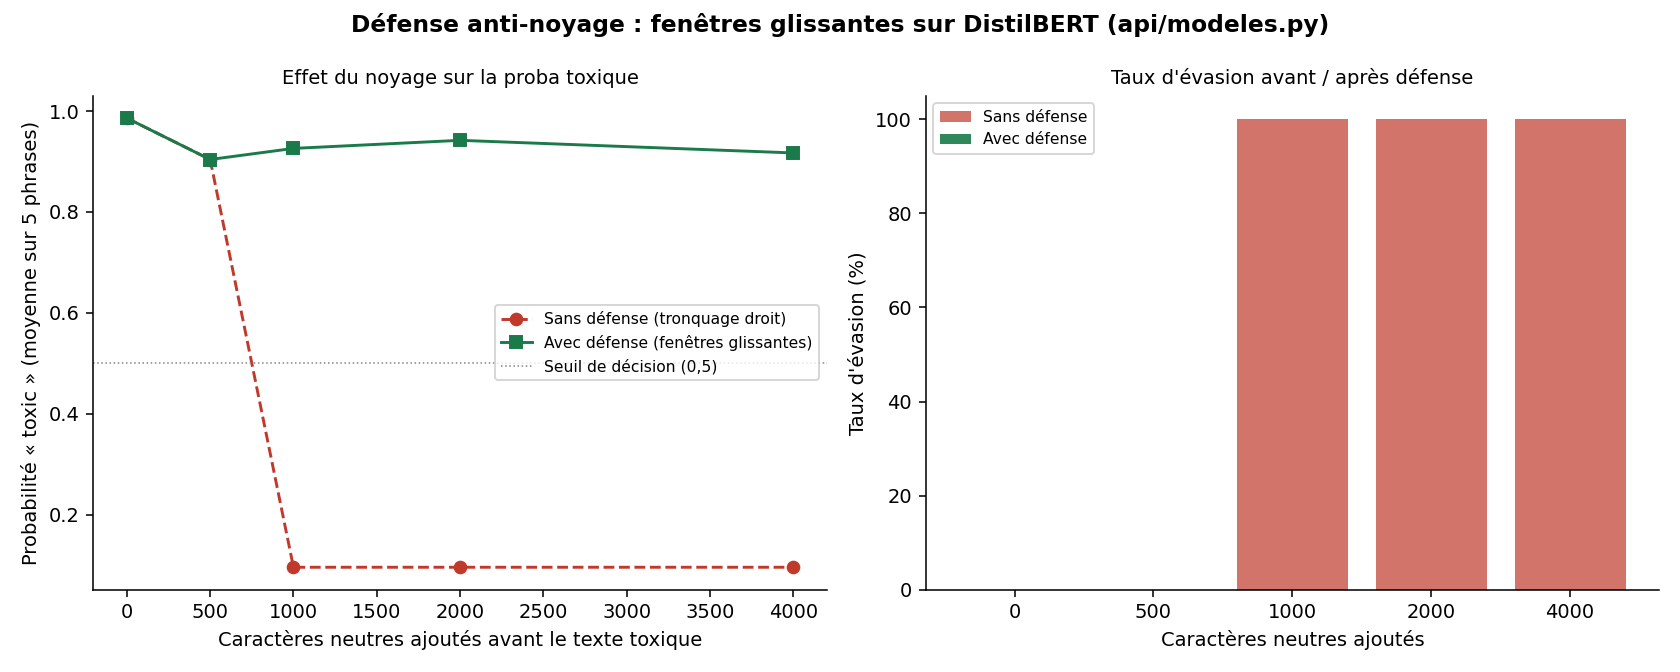 Défense anti-noyage : fenêtres glissantes sur DistilBERT (api/modeles.py)
Effet du noyage sur la proba toxique
Probabilité « toxic » (moyenne sur 5 phrases)
1.0
0.8
0.6
0.4
0.2
Sans défense (tronquage droit)
Avec défense (fenêtres glissantes)
Seuil de décision (0,5)
0 500 1000 1500 2000 2500 3000 3500 4000
Caractères neutres ajoutés avant le texte toxique
Taux d'évasion avant / après défense
Taux d'évasion (%)
100
80
60
40
20
0
Sans défense
Avec défense
0 500 1000 2000 4000
Caractères neutres ajoutés